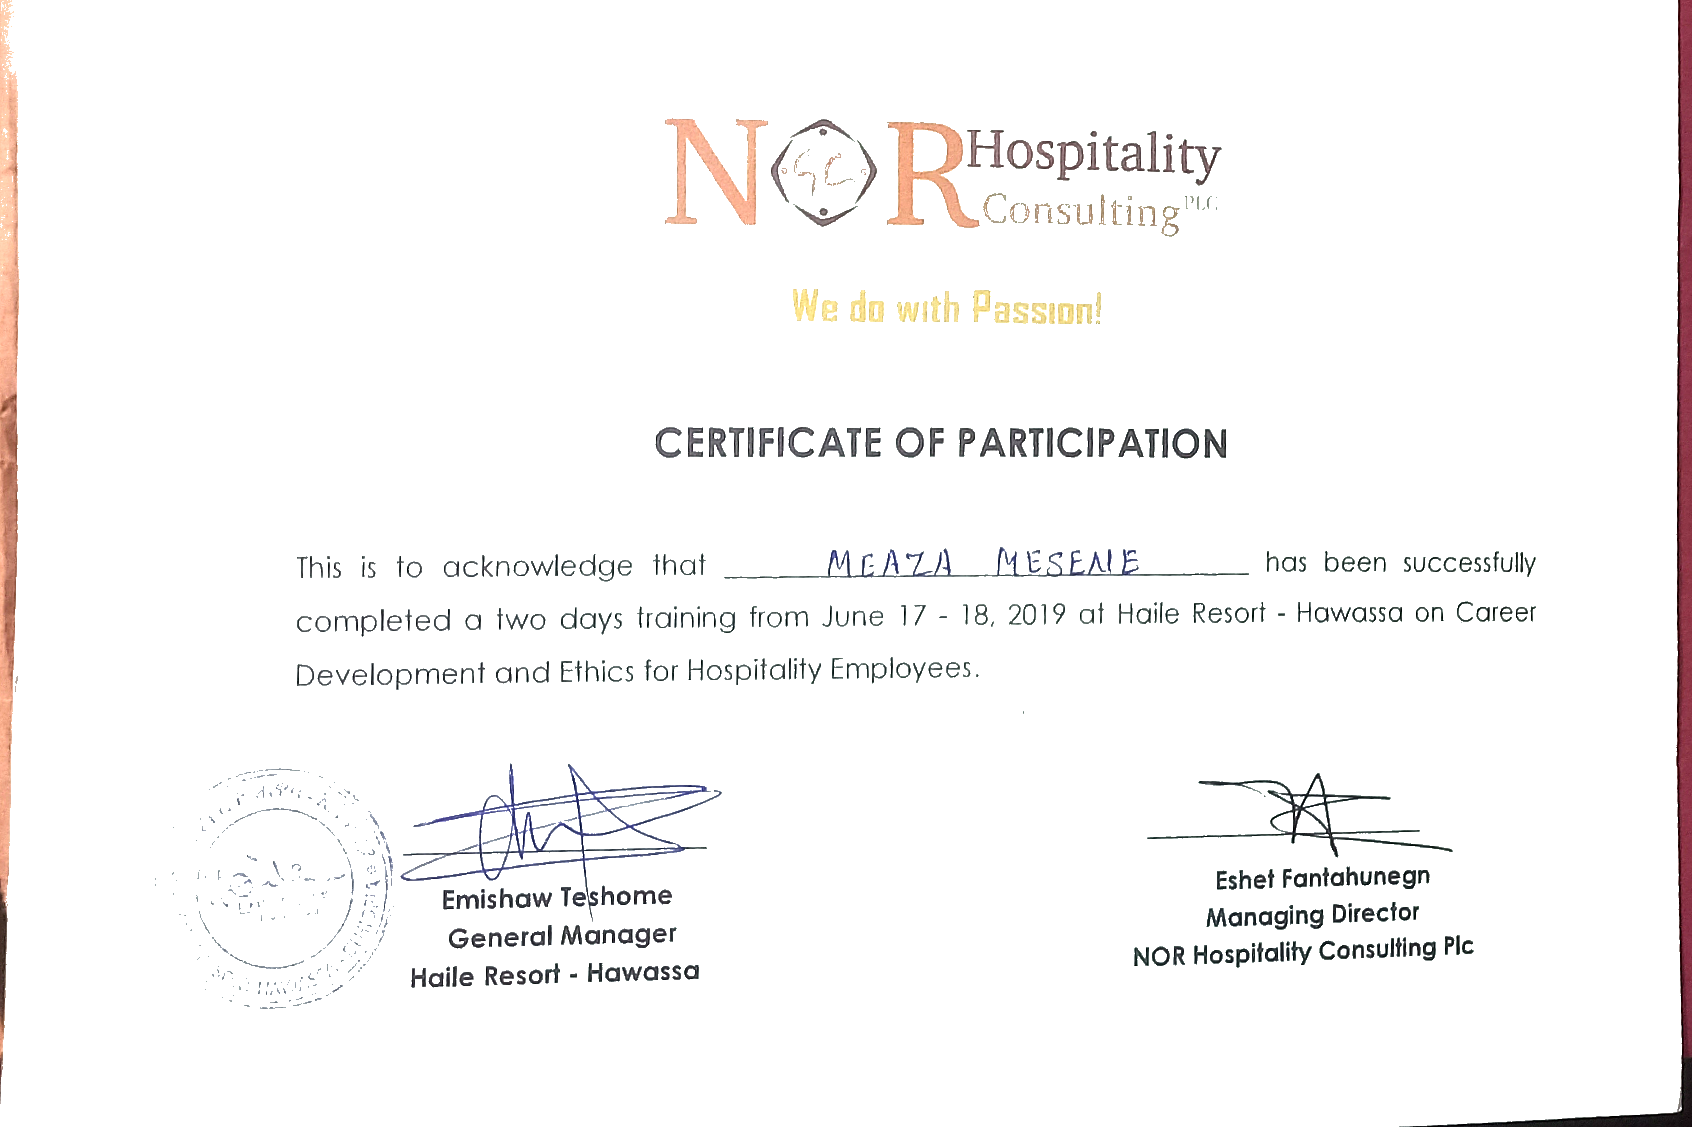 NOR Hospitality
Consulting PLC
We do with Passion!
CERTIFICATE OF PARTICIPATION
This is to acknowledge that MEAZA MESENE has been successfully
completed a two days training from June 17 - 18, 2019 at Haile Resort - Hawassa on Career
Development and Ethics for Hospitality Employees.
Emishaw Teshome
General Manager
Haile Resort - Hawassa
Eshet Fantahunegn
Managing Director
NOR Hospitality Consulting Plc